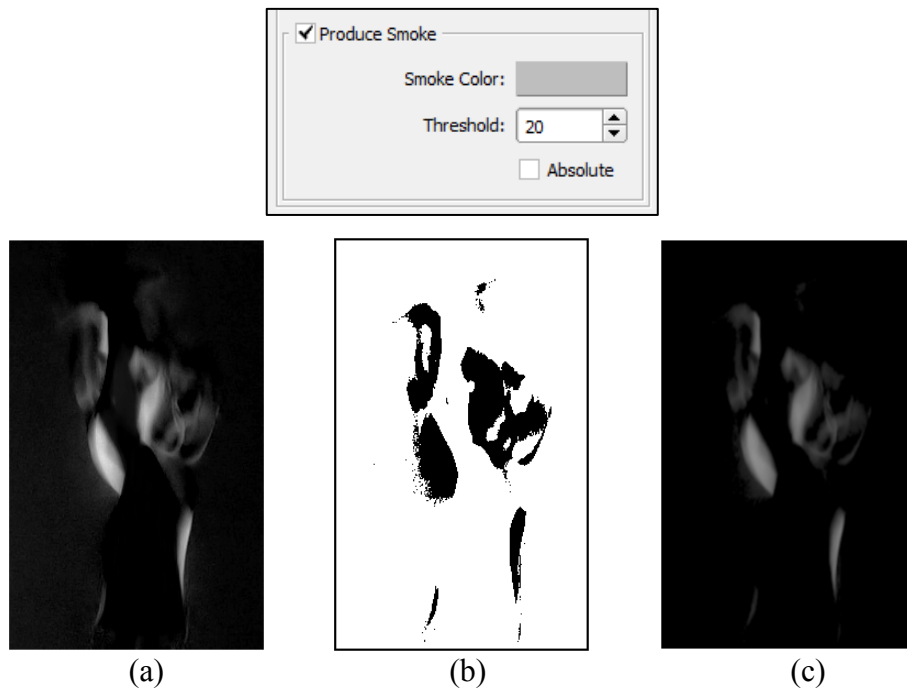 Produce Smoke
Smoke Color:
Threshold: 20
Absolute
(a) (b) (c)